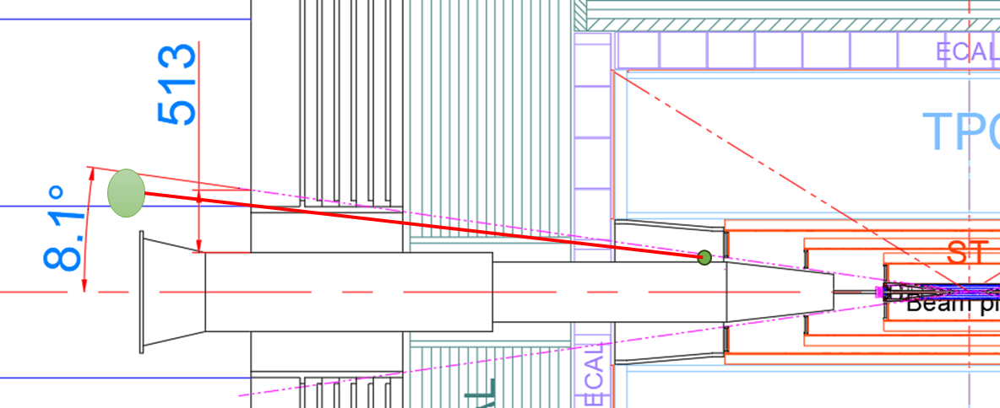 513
8.1°
ECAL
TPC
ST
Beam pi
ECAL
AL